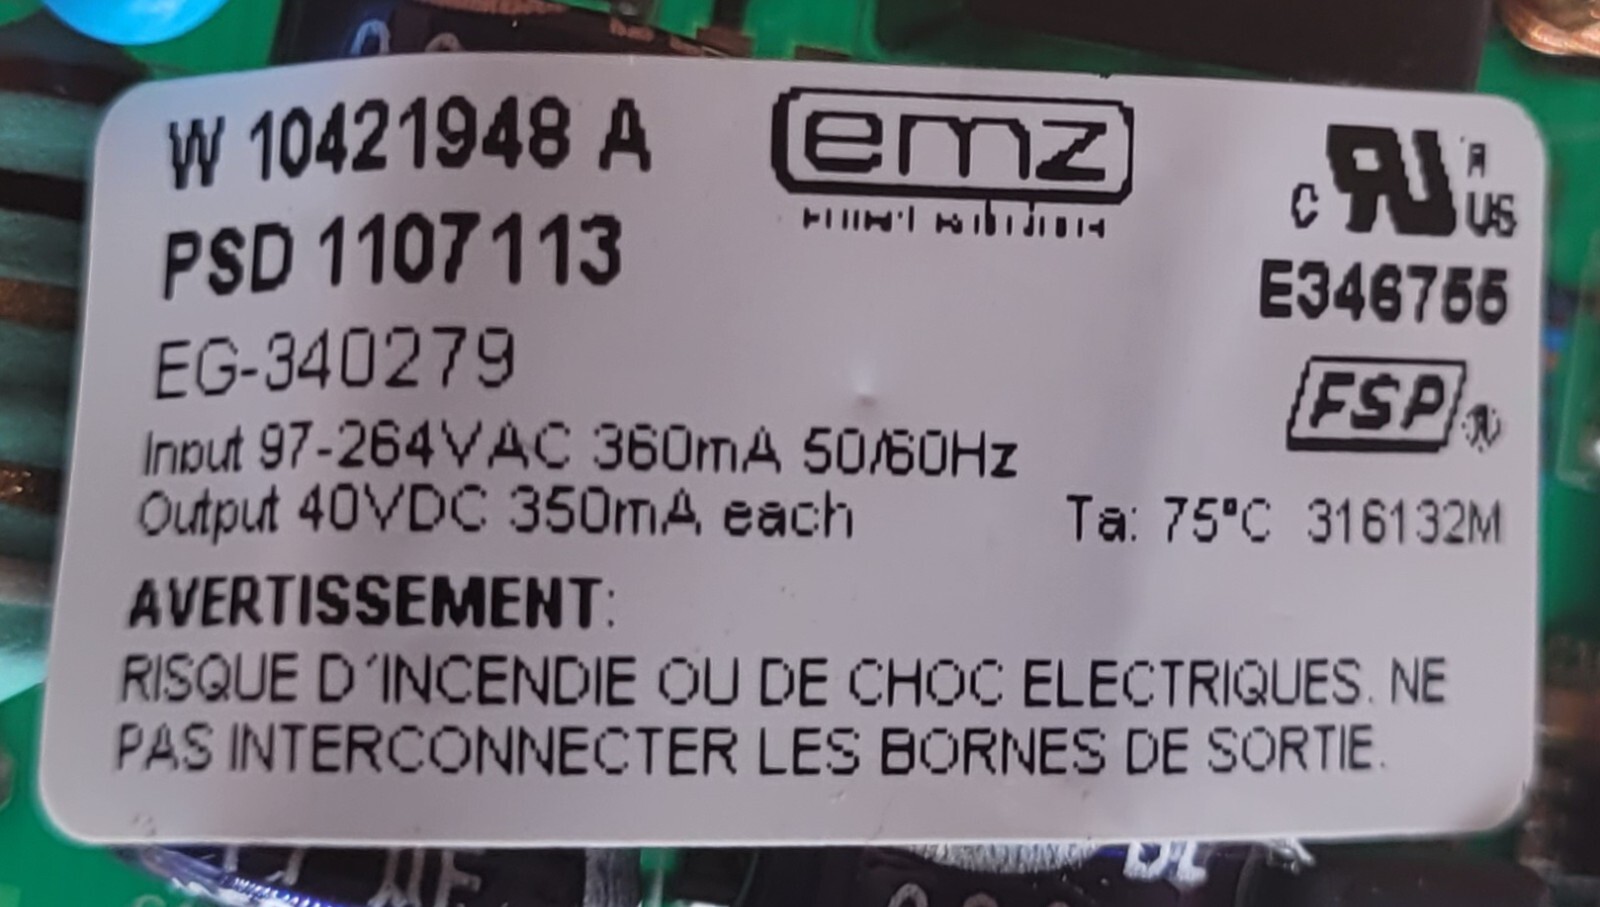 W 10421948 A
emz
PSD 1107113
C
US
E346755
EG-340279
FSP
Input 97-264VAC 360mA 50/60Hz
Output 40VDC 350mA each
Ta: 75°C 316132M
AVERTISSEMENT:
RISQUE D´INCENDIE OU DE CHOC ELECTRIQUES. NE
PAS INTERCONNECTER LES BORNES DE SORTIE.